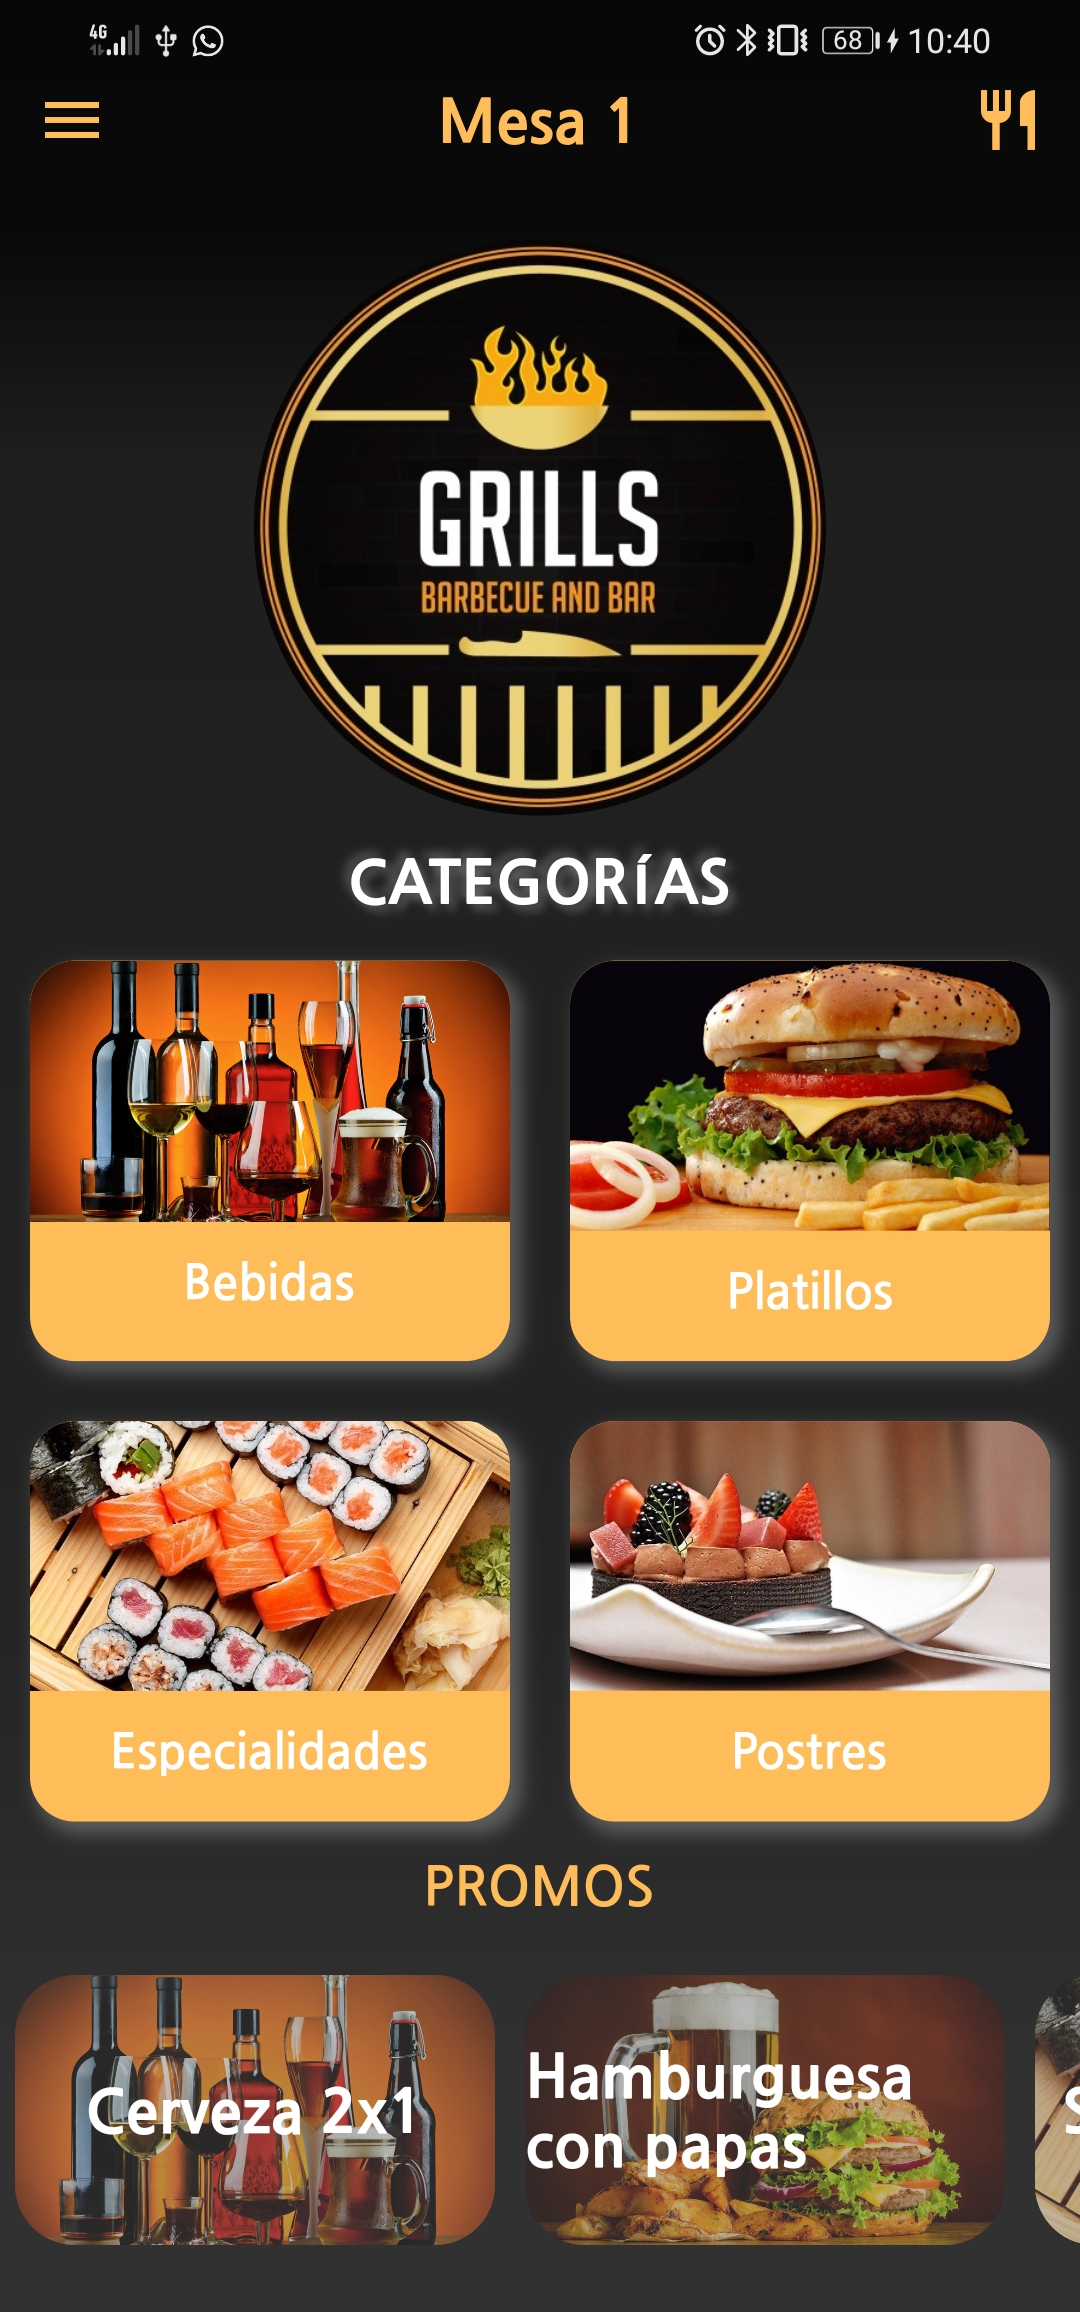 4G
68 10:40
Mesa 1
GRILLS
BARBECUE AND BAR
CATEGORÍAS
Bebidas
Platillos
Especialidades
Postres
PROMOS
Cerveza 2x1
Hamburguesa
con papas